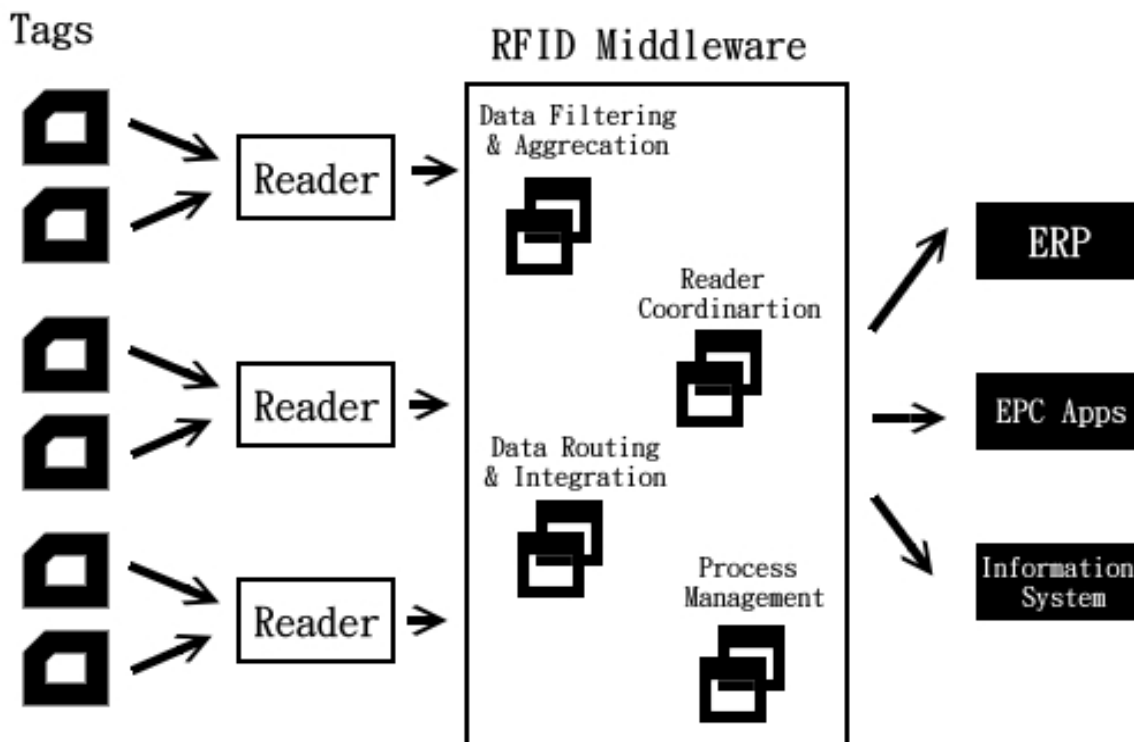 Tags
RFID Middleware
Data Filtering
& Aggrecation
Reader
Reader
Coordinartion
ERP
Reader
EPC Apps
Data Routing
& Integration
Process
Management
Information
System
Reader